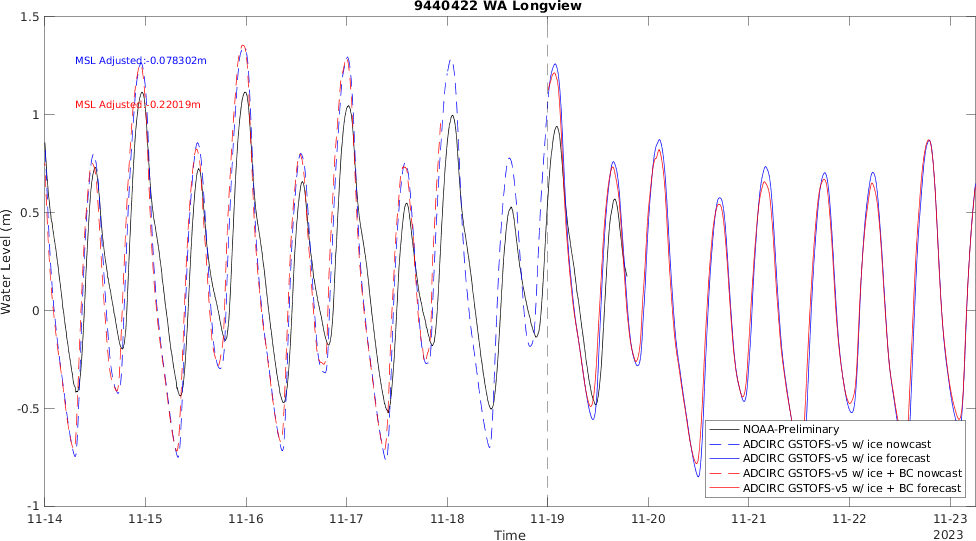 9440422 WA Longview
MSL Adjusted:-0.078302m
MSL Adjusted:-0.22019m
Water Level (m)
1.5
1
0.5
0
-0.5
-1
NOAA-Preliminary
ADCIRC GSTOFS-v5 w/ ice nowcast
ADCIRC GSTOFS-v5 w/ ice forecast
ADCIRC GSTOFS-v5 w/ ice + BC nowcast
ADCIRC GSTOFS-v5 w/ ice + BC forecast
11-14 11-15 11-16 11-17 11-18 11-19 11-20 11-21 11-22 11-23
2023
Time